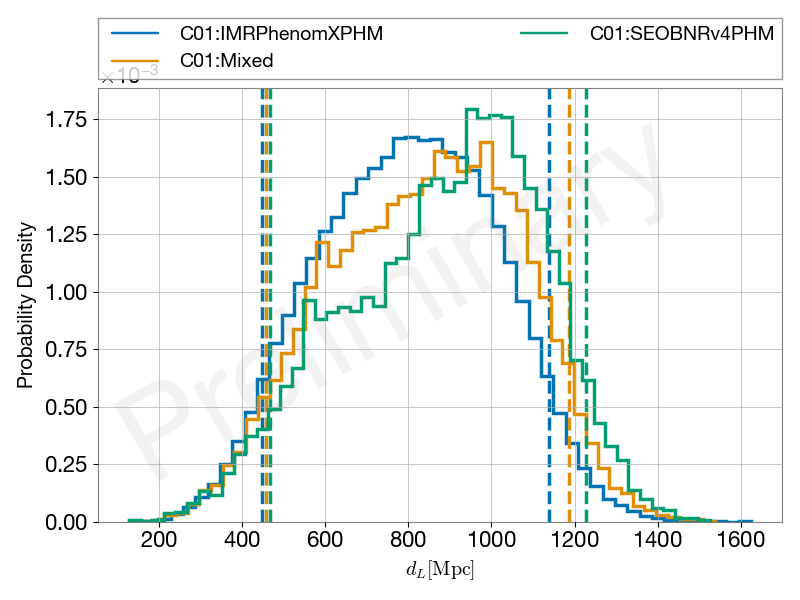 C01:IMRPhenomXPHM
C01:SEOBNRv4PHM
C01:Mixed
×10⁻³
1.75
1.50
1.25
1.00
0.75
0.50
0.25
0.00
Probability Density
Preliminary
200 400 600 800 1000 1200 1400 1600
d_L[Mpc]